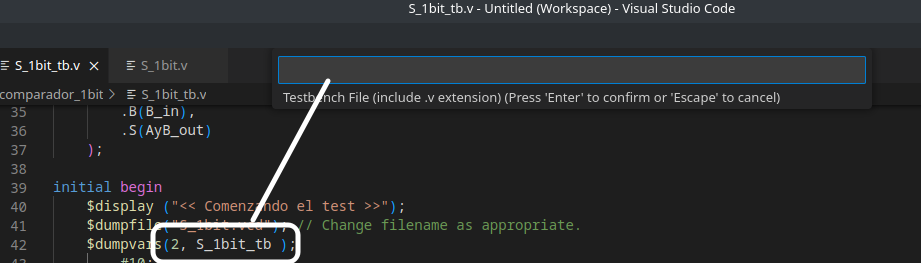 S_1bit_tb.v - Untitled (Workspace) - Visual Studio Code
S_1bit_tb.v × S_1bit.v
comparador_1bit > S_1bit_tb.v
Testbench File (include .v extension) (Press 'Enter' to confirm or 'Escape' to cancel)
35 .B(B_in),
36 .S(AyB_out)
37 );
38
39 initial begin
40 $display ("<< Comenzando el test >>");
41 $dumpfile("S_1bit.vcd"); // Change filename as appropriate.
42 $dumpvars(2, S_1bit_tb );
43 #10;